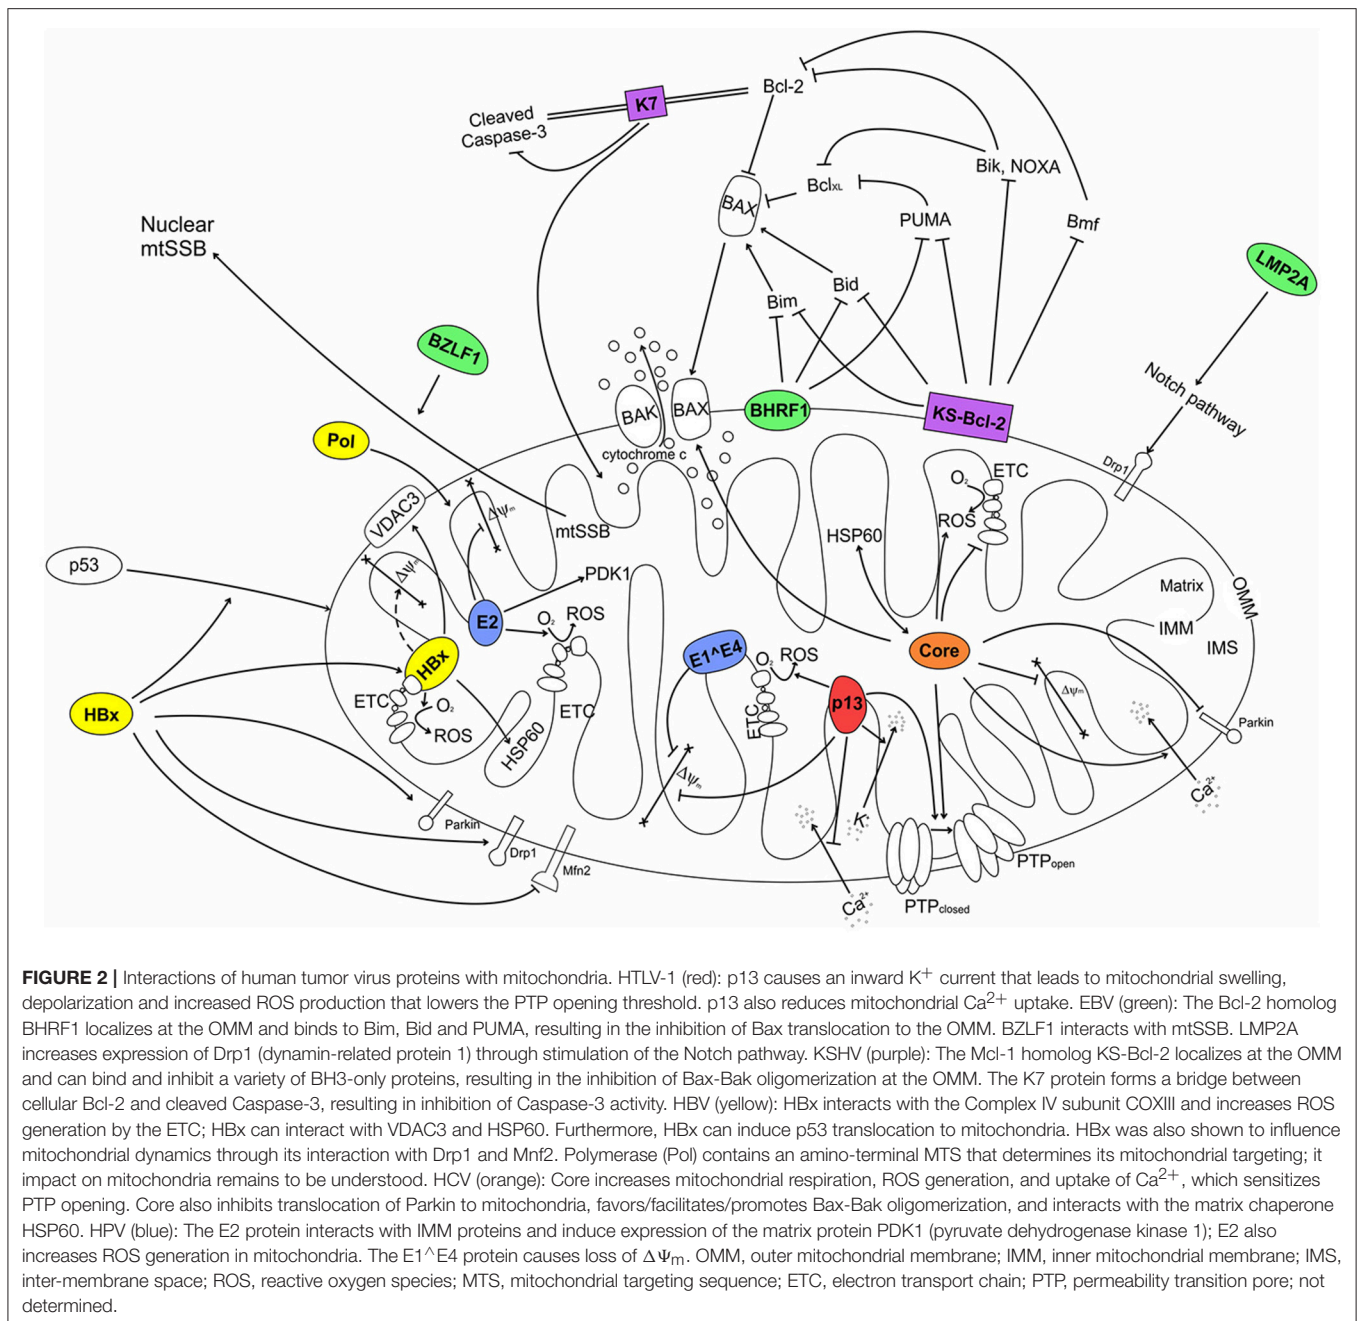 Bcl-2
K7
Cleaved
Caspase-3
Bik, NOXA
BclXL
BAX
PUMA
Bmf
Nuclear
mtSSB
LMP2A
Bid
Bim
BZLF1
Notch pathway
BAK
BAX
BHRF1
KS-Bcl-2
Pol
cytochrome c
Drp1
ETC
O2
VDAC3
ΔΨm
ROS
mtSSB
HSP60
p53
ΔΨm
PDK1
Matrix
OMM
E2
O2
ROS
IMM
IMS
HBx
E1^E4
O2
ROS
Core
ETC
ΔΨm
HBx
O2
ROS
ETC
ETC
p13
Parkin
HSP60
ΔΨm
Ca2+
Parkin
K+
Drp1
Mfn2
PTPopen
Ca2+
PTPclosed
FIGURE 2 | Interactions of human tumor virus proteins with mitochondria. HTLV-1 (red): p13 causes an inward K+ current that leads to mitochondrial swelling,
depolarization and increased ROS production that lowers the PTP opening threshold. p13 also reduces mitochondrial Ca2+ uptake. EBV (green): The Bcl-2 homolog
BHRF1 localizes at the OMM and binds to Bim, Bid and PUMA, resulting in the inhibition of Bax translocation to the OMM. BZLF1 interacts with mtSSB. LMP2A
increases expression of Drp1 (dynamin-related protein 1) through stimulation of the Notch pathway. KSHV (purple): The Mcl-1 homolog KS-Bcl-2 localizes at the OMM
and can bind and inhibit a variety of BH3-only proteins, resulting in the inhibition of Bax-Bak oligomerization at the OMM. The K7 protein forms a bridge between
cellular Bcl-2 and cleaved Caspase-3, resulting in inhibition of Caspase-3 activity. HBV (yellow): HBx interacts with the Complex IV subunit COXIII and increases ROS
generation by the ETC; HBx can interact with VDAC3 and HSP60. Furthermore, HBx can induce p53 translocation to mitochondria. HBx was also shown to influence
mitochondrial dynamics through its interaction with Drp1 and Mnf2. Polymerase (Pol) contains an amino-terminal MTS that determines its mitochondrial targeting; it
impact on mitochondria remains to be understood. HCV (orange): Core increases mitochondrial respiration, ROS generation, and uptake of Ca2+, which sensitizes
PTP opening. Core also inhibits translocation of Parkin to mitochondria, favors/facilitates/promotes Bax-Bak oligomerization, and interacts with the matrix chaperone
HSP60. HPV (blue): The E2 protein interacts with IMM proteins and induce expression of the matrix protein PDK1 (pyruvate dehydrogenase kinase 1); E2 also
increases ROS generation in mitochondria. The E1^E4 protein causes loss of ΔΨm. OMM, outer mitochondrial membrane; IMM, inner mitochondrial membrane; IMS,
inter-membrane space; ROS, reactive oxygen species; MTS, mitochondrial targeting sequence; ETC, electron transport chain; PTP, permeability transition pore; not
determined.